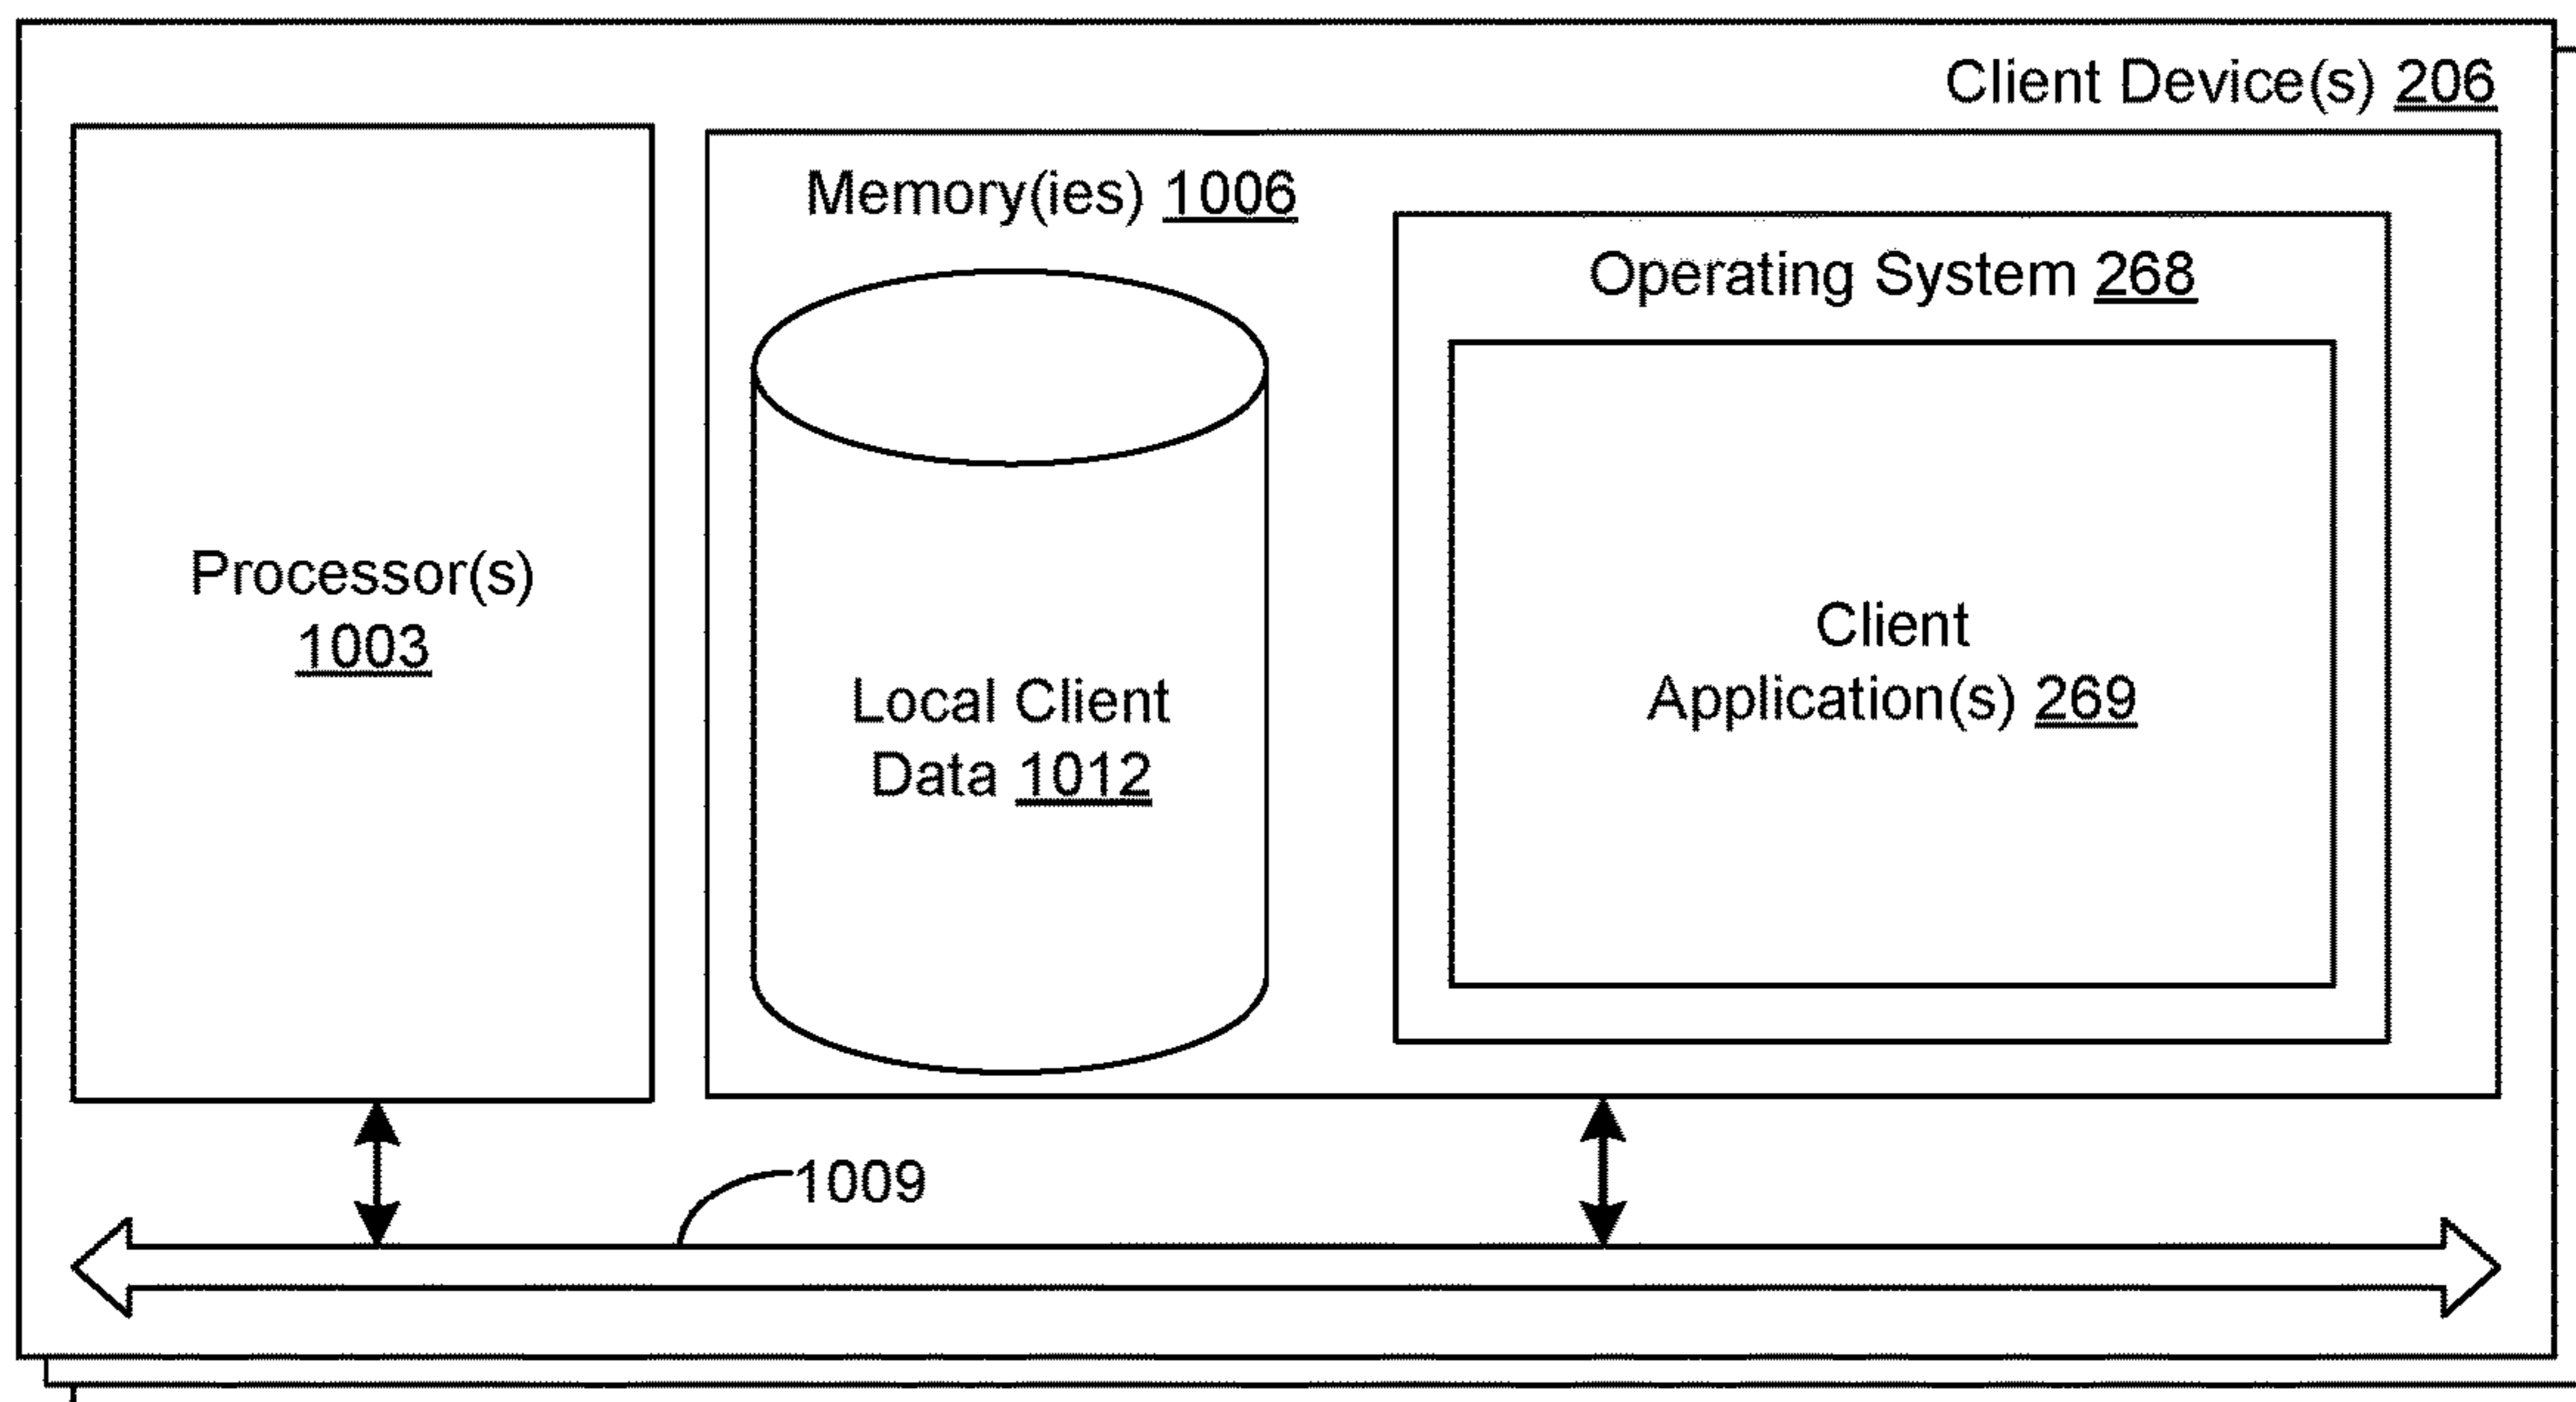 Client Device(s) 206
Memory(ies) 1006
Operating System 268
Processor(s)
1003
Client
Application(s) 269
Local Client
Data 1012
1009